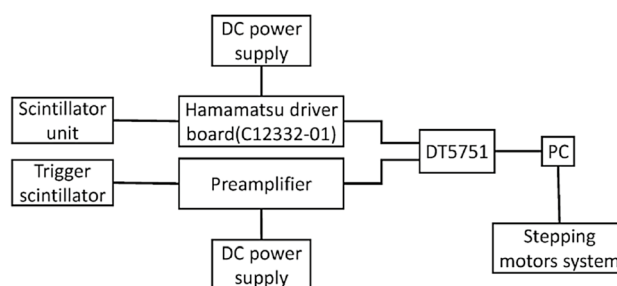 DC power
supply
Scintillator
unit
Hamamatsu driver
board(C12332-01)
DT5751
PC
Trigger
scintillator
Preamplifier
DC power
supply
Stepping
motors system